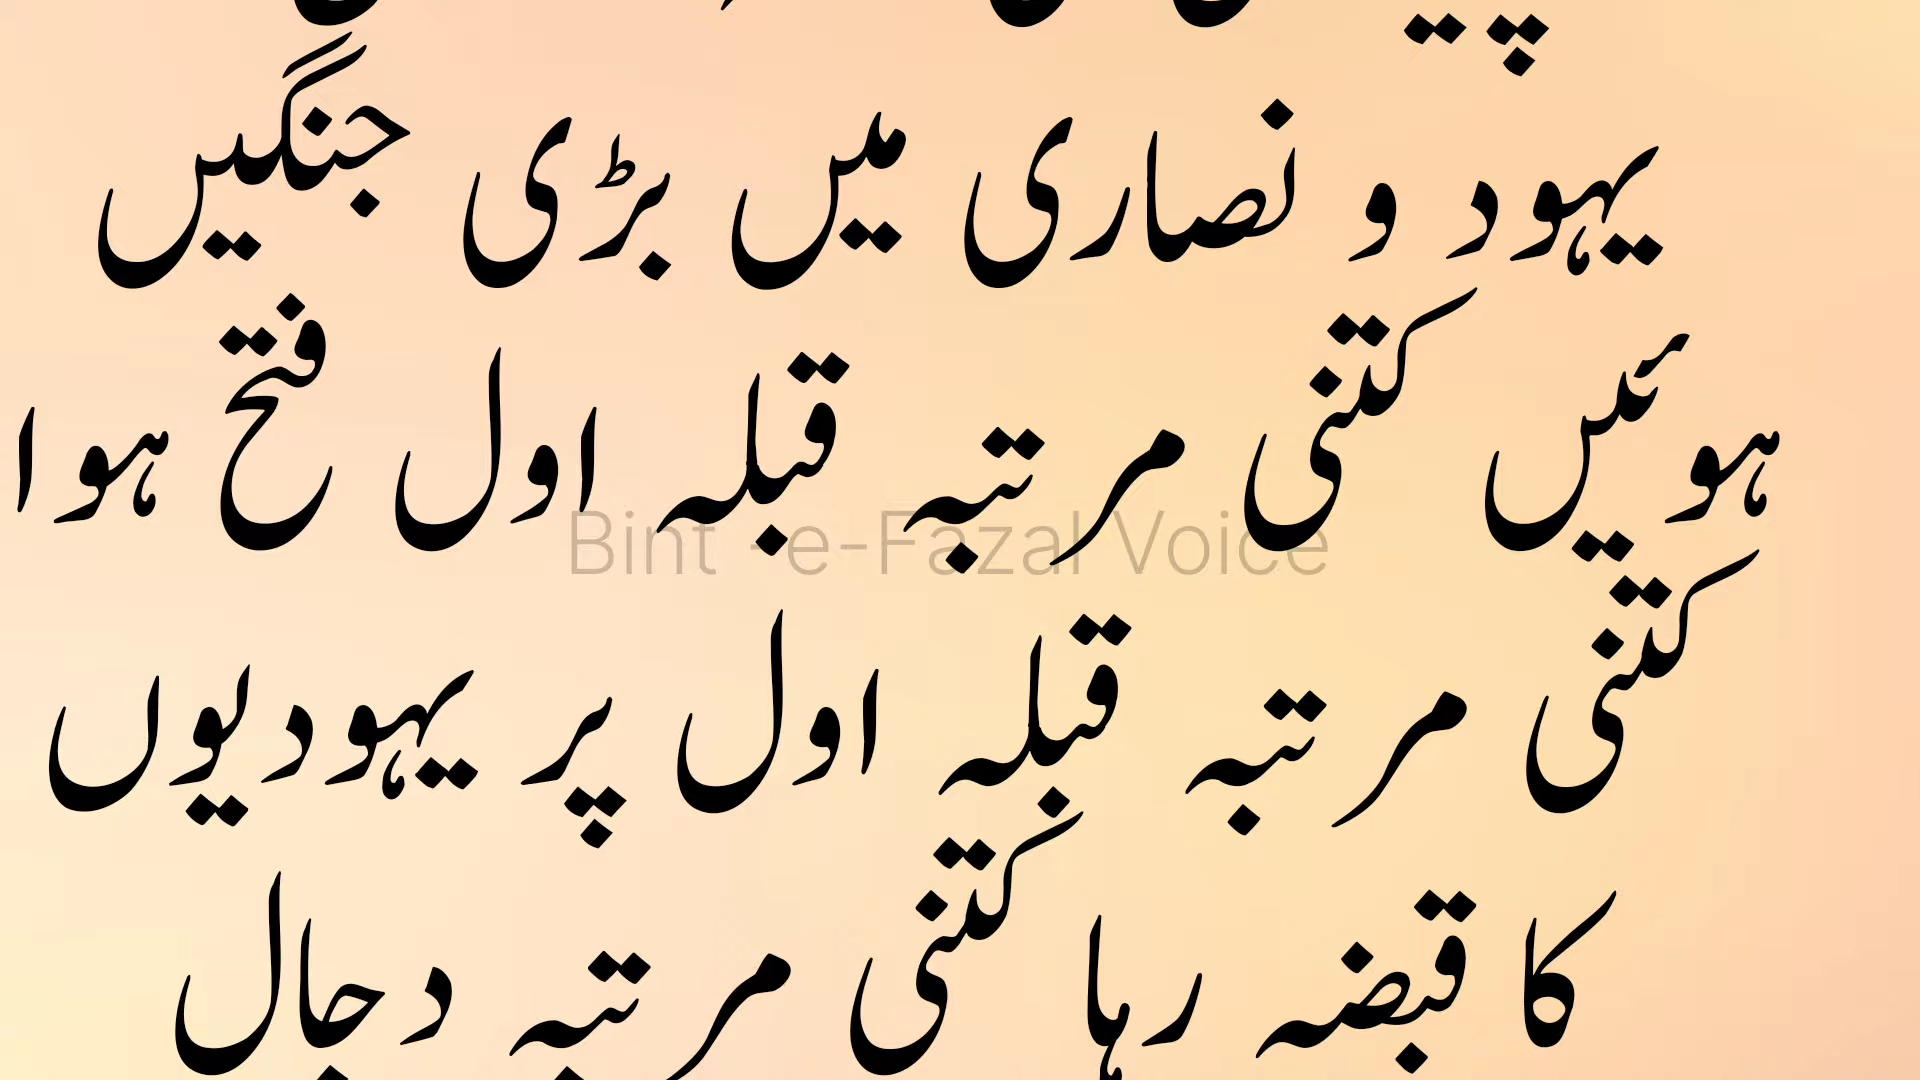 یہود و نصاری میں بڑی جنگیں
ہوئیں کتنی مرتبہ قبلہ اول فتح ہوا
Bint -e-Fazal Voice
کتنی مرتبہ قبلہ اول پر یہودیوں
کا قبضہ رہا کتنی مرتبہ دجال